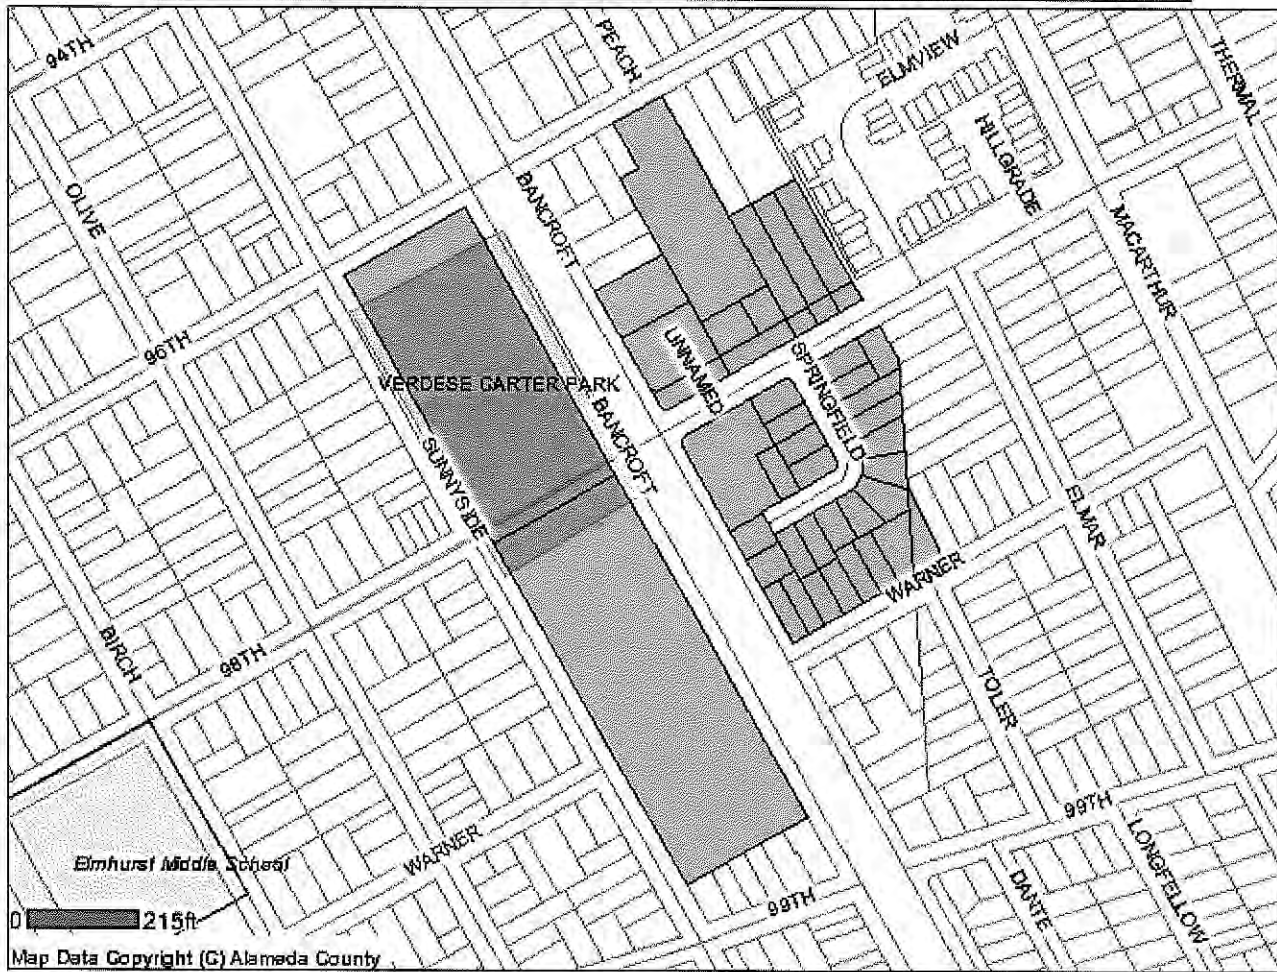 94TH
PEACH
ELMVIEW
THERMAL
HILLGRADE
OLIVE
BANCROFT
MACARTHUR
96TH
UNNAMED
SPRINGFIELD
VERDESE CARTER PARK
BANCROFT
SUNNYSIDE
ELMAR
WARNER
BIRCH
98TH
TOLER
99TH
WARNER
LONGFELLOW
Elmhurst Middle School
DANTE
99TH
0 215ft
Map Data Copyright (C) Alameda County